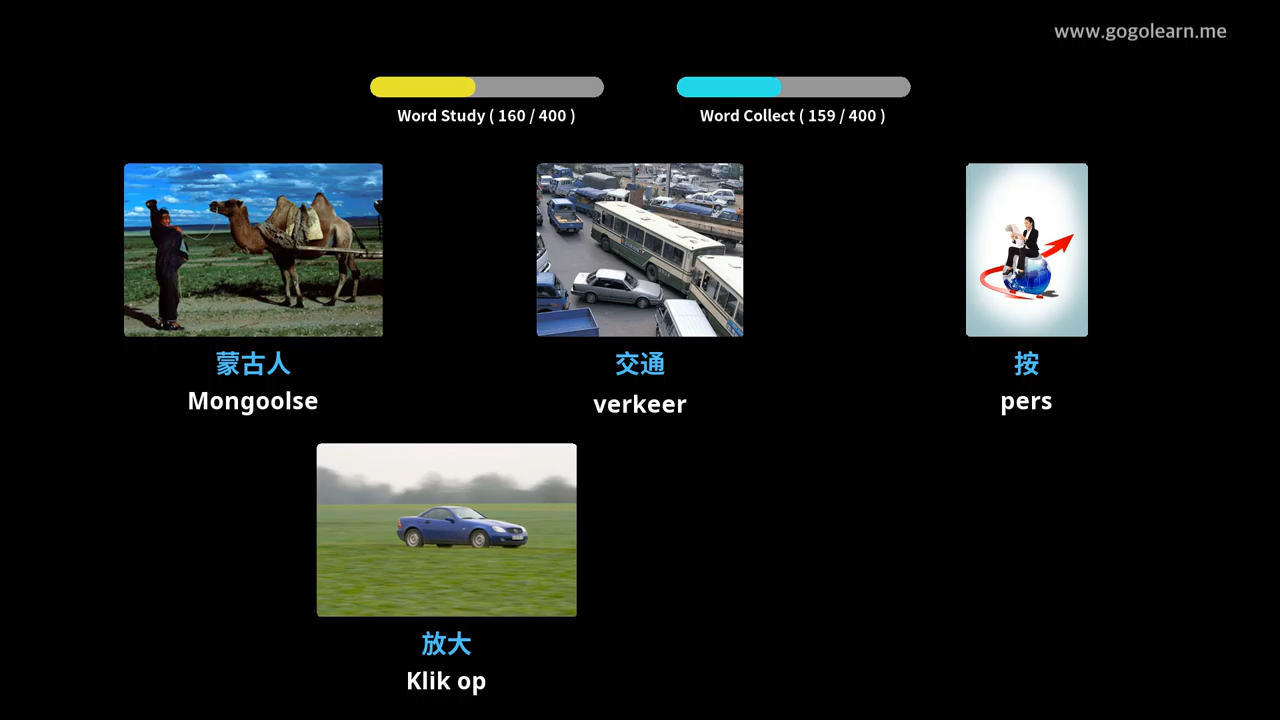 www.gogolearn.me
Word Study ( 160 / 400 )
Word Collect ( 159 / 400 )
蒙古人
Mongoolse
交通
verkeer
按
pers
放大
Klik op